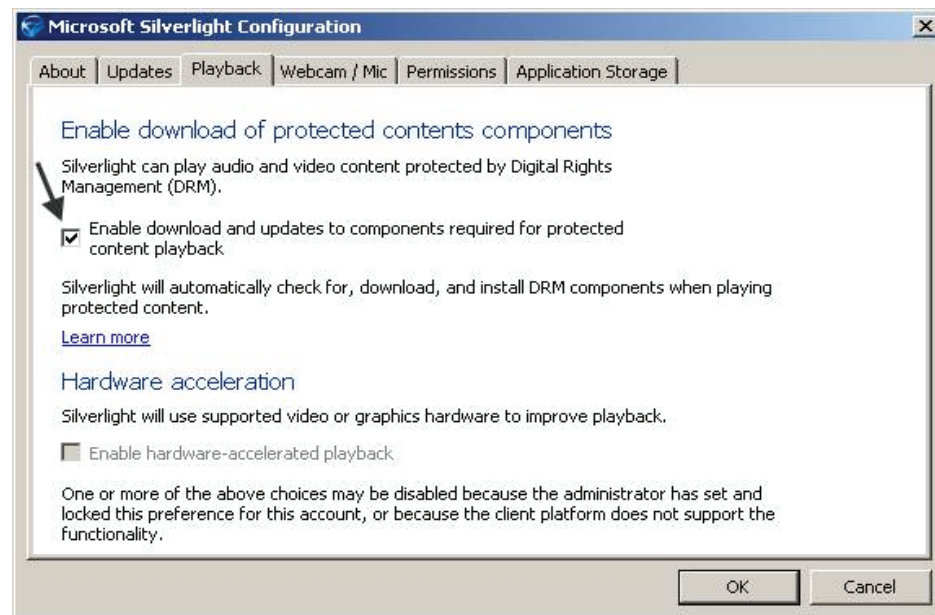 Microsoft Silverlight Configuration
About Updates Playback Webcam / Mic Permissions Application Storage
Enable download of protected contents components
Silverlight can play audio and video content protected by Digital Rights
Management (DRM).
Enable download and updates to components required for protected
content playback
Silverlight will automatically check for, download, and install DRM components when playing
protected content.
Learn more
Hardware acceleration
Silverlight will use supported video or graphics hardware to improve playback.
Enable hardware-accelerated playback
One or more of the above choices may be disabled because the administrator has set and
locked this preference for this account, or because the client platform does not support the
functionality.
OK Cancel